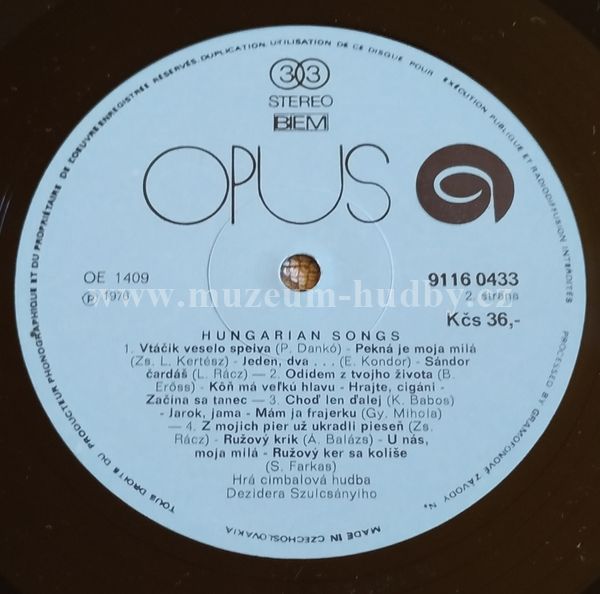 TOUS DROITS DU PRODUCTEUR PHONOGRAPHIQUE ET DU PROPRIÉTAIRE DE L'OEUVRE ENREGISTRÉE RÉSERVÉS. DUPLICATION, UTILISATION DE CE DISQUE POUR EXÉCUTION PUBLIQUE ET RADIODIFFUSION INTERDITES
PROCESSED BY GRAMOFONOVÉ ZÁVODY N.
MADE IN CZECHOSLOVAKIA
33
STEREO
BIEM
OPUS
OE 1409
℗ 1976
9116 0433
2. strana
Kčs 36,-
www.muzeum-hudby.cz
HUNGARIAN SONGS
1. Vtáčik veselo speiva (P. Dankó) - Pekná je moja milá
(Zs. L. Kertész) - Jeden, dva . . . (E. Kondor) - Sándor
čardáš (L. Rácz) — 2. Odídem z tvojho života (B.
Erőss) - Kôň má veľkú hlavu - Hrajte, cigáni -
Začína sa tanec — 3. Choď len ďalej (K. Babos)
- Jarok, jama - Mám ja frajerku (Gy. Mihola)
— 4. Z mojich pier už ukradli pieseň (Zs.
Rácz) - Ružový krík (Á. Balázs) - U nás,
moja milá - Ružový ker sa kolíše
(S. Farkas)
Hrá cimbalová hudba
Dezidera Szulcsányiho